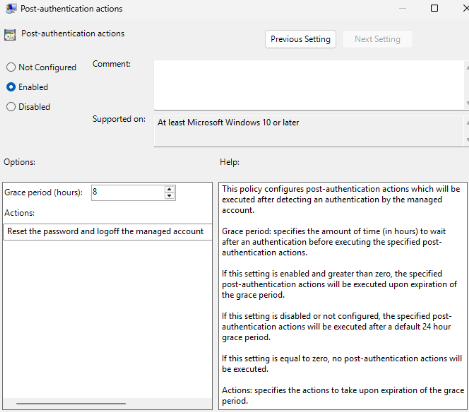 Post-authentication actions
Post-authentication actions
Previous Setting
Next Setting
Not Configured
Comment:
Enabled
Disabled
Supported on:
At least Microsoft Windows 10 or later
Options:
Help:
Grace period (hours):
8
Actions:
Reset the password and logoff the managed account
This policy configures post-authentication actions which will be
executed after detecting an authentication by the managed
account.
Grace period: specifies the amount of time (in hours) to wait
after an authentication before executing the specified post-
authentication actions.
If this setting is enabled and greater than zero, the specified
post-authentication actions will be executed upon expiration of
the grace period.
If this setting is disabled or not configured, the specified post-
authentication actions will be executed after a default 24 hour
grace period.
If this setting is equal to zero, no post-authentication actions will
be executed.
Actions: specifies the actions to take upon expiration of the grace
period.